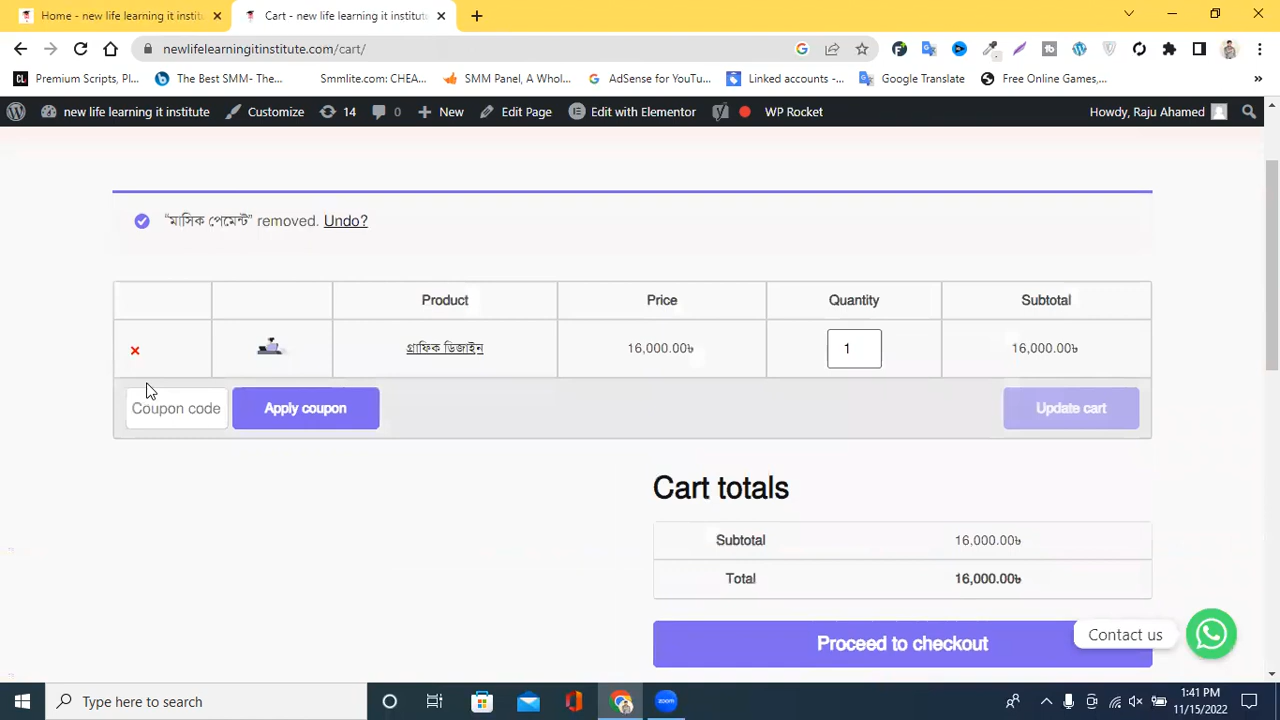 Home - new life learning it instit
Cart - new life learning it institute
newlifelearningitinstitute.com/cart/
Premium Scripts, Pl...
The Best SMM- The...
Smmlite.com: CHEA...
SMM Panel, A Whol...
AdSense for YouTu...
Linked accounts -...
Google Translate
Free Online Games,...
»
new life learning it institute
Customize
14
0
New
Edit Page
Edit with Elementor
WP Rocket
Howdy, Raju Ahamed
“মাসিক পেমেন্ট” removed. Undo?
Product Price Quantity Subtotal
× গ্রাফিক ডিজাইন 16,000.00৳ 1 16,000.00৳
Coupon code Apply coupon Update cart
Cart totals
Subtotal 16,000.00৳
Total 16,000.00৳
Proceed to checkout
Contact us
Type here to search
zoom
1:41 PM
11/15/2022